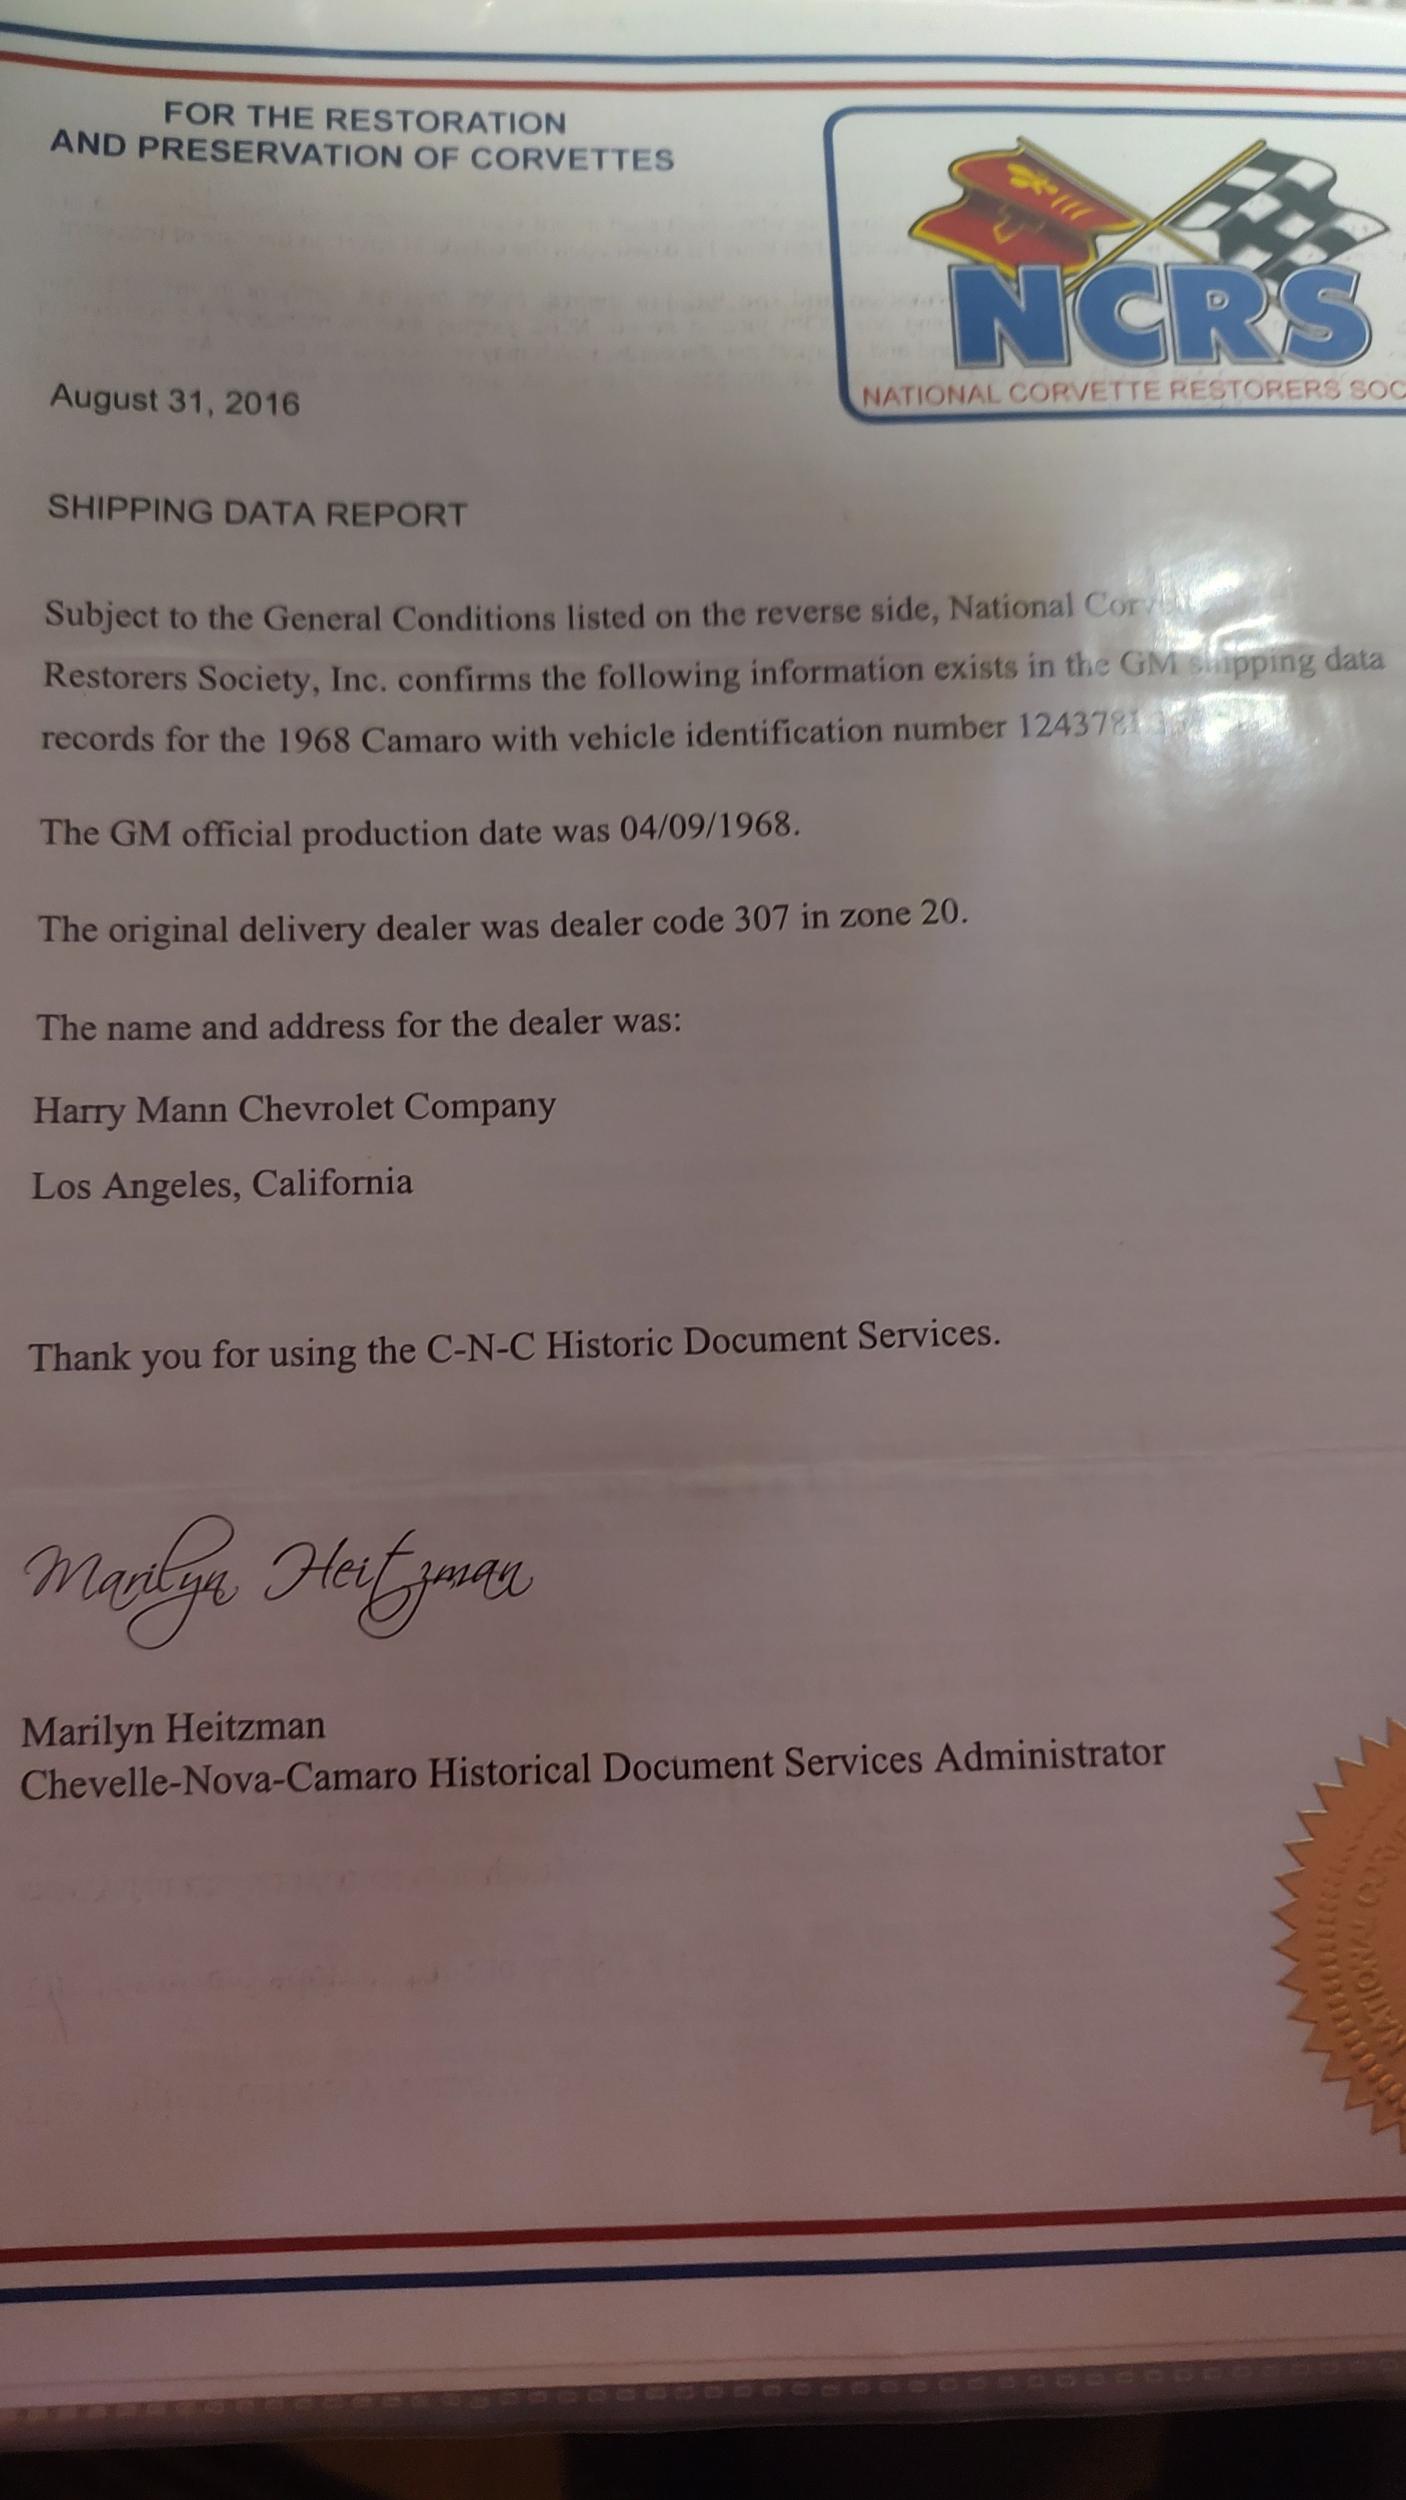 FOR THE RESTORATION
AND PRESERVATION OF CORVETTES
NCRS
NATIONAL CORVETTE RESTORERS SOC
August 31, 2016
SHIPPING DATA REPORT
Subject to the General Conditions listed on the reverse side, National
Restorers Society, Inc. confirms the following information exists in the GM shipping data
records for the 1968 Camaro with vehicle identification number
The GM official production date was 04/09/1968.
The original delivery dealer was dealer code 307 in zone 20.
The name and address for the dealer was:
Harry Mann Chevrolet Company
Los Angeles, California
Thank you for using the C-N-C Historic Document Services.
Marilyn Heitzman
Marilyn Heitzman
Chevelle-Nova-Camaro Historical Document Services Administrator
NATIONAL